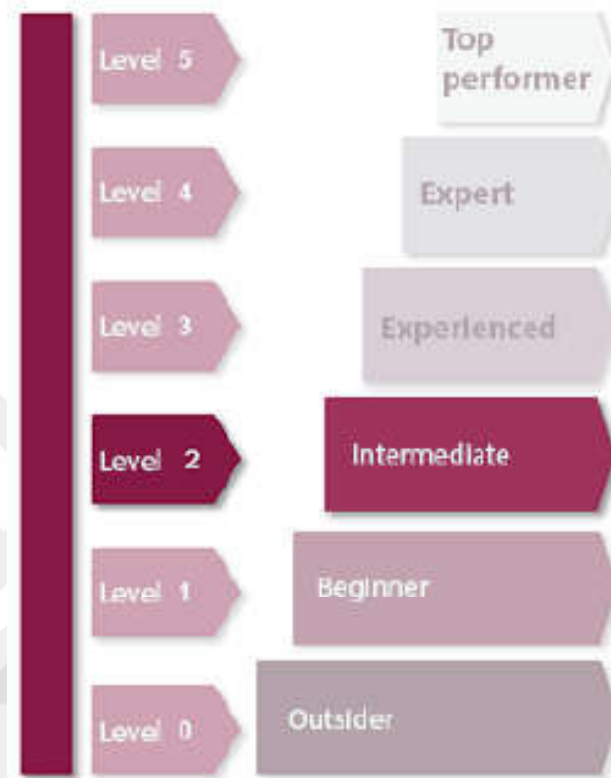 Level 5
Top
performer
Level 4
Expert
Level 3
Experienced
Level 2
Intermediate
Level 1
Beginner
Level 0
Outsider